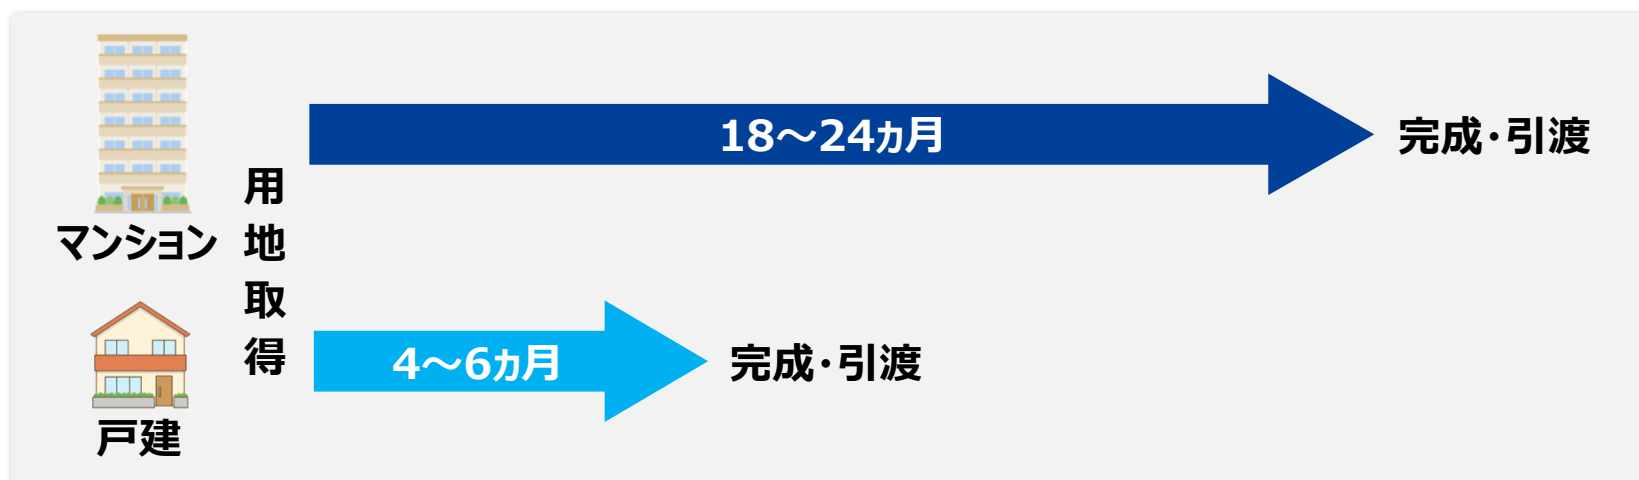 マンション
用地取得
18～24ヵ月
完成・引渡
戸建
4～6ヵ月
完成・引渡